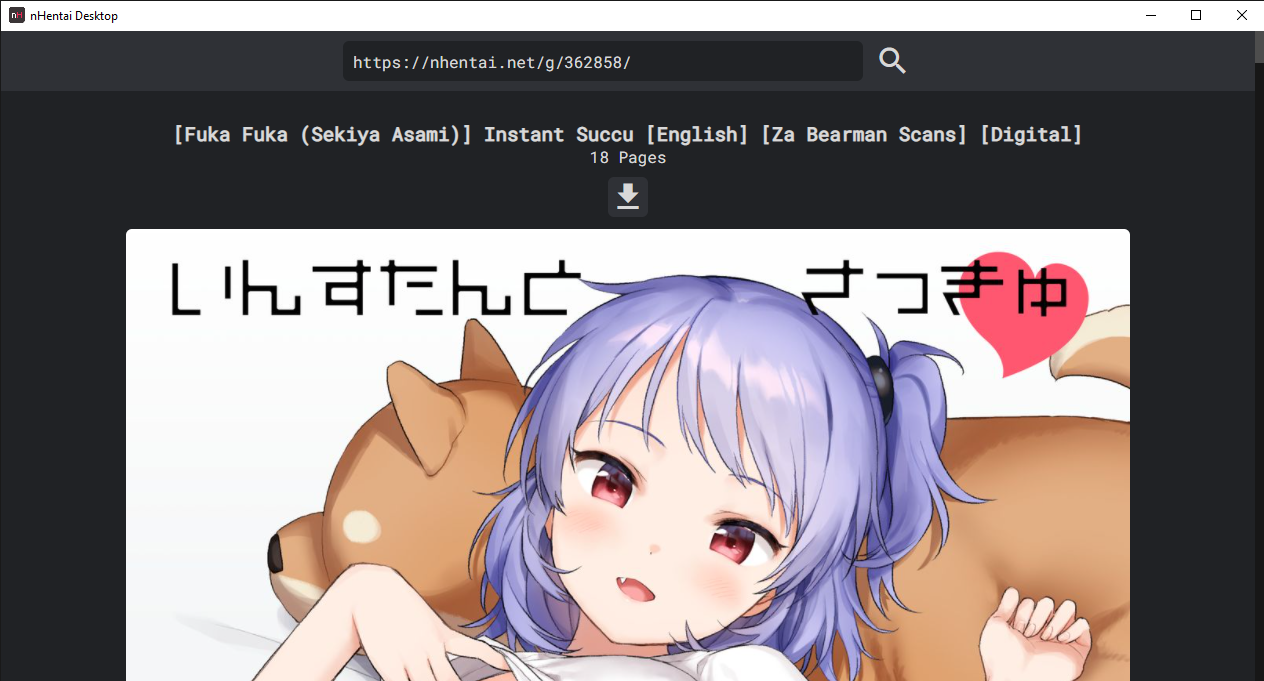 nH nHentai Desktop
https://nhentai.net/g/362858/
[Fuka Fuka (Sekiya Asami)] Instant Succu [English] [Za Bearman Scans] [Digital]
18 Pages
いんすたんと さっきゅ